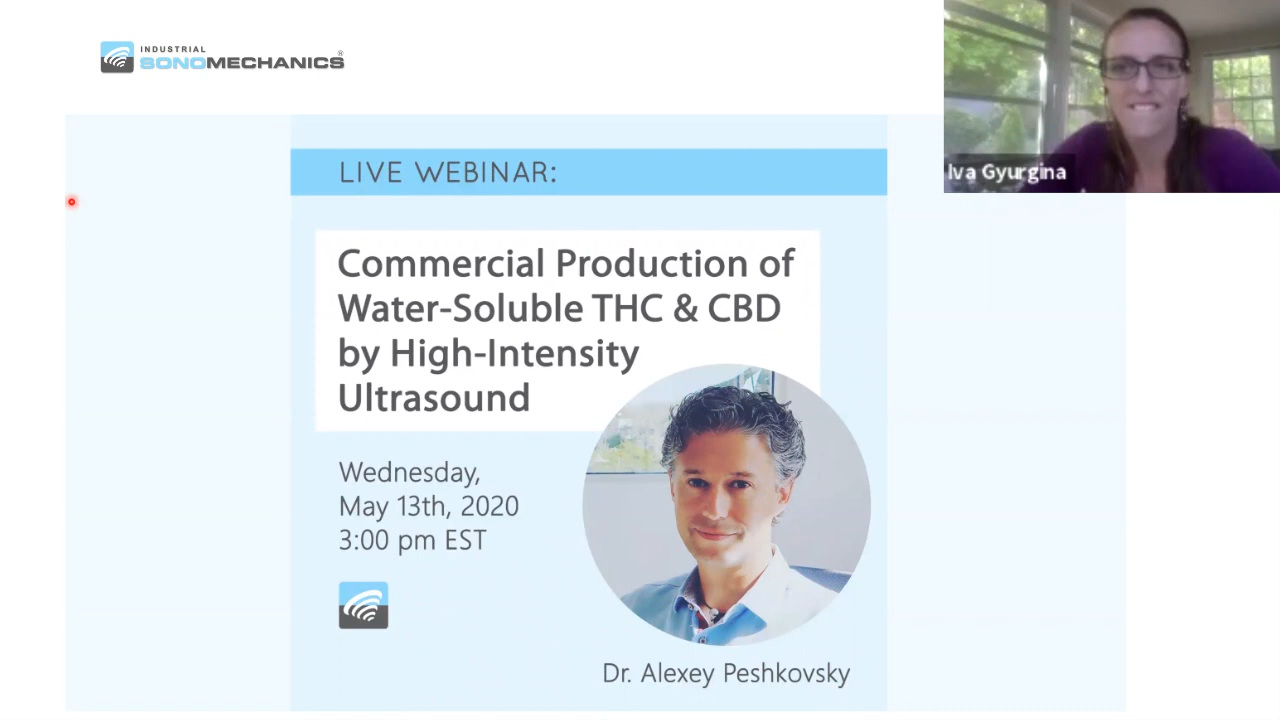 INDUSTRIAL
SONOMECHANICS®
Iva Gyurgina
LIVE WEBINAR:
Commercial Production of
Water-Soluble THC & CBD
by High-Intensity
Ultrasound
Wednesday,
May 13th, 2020
3:00 pm EST
Dr. Alexey Peshkovsky